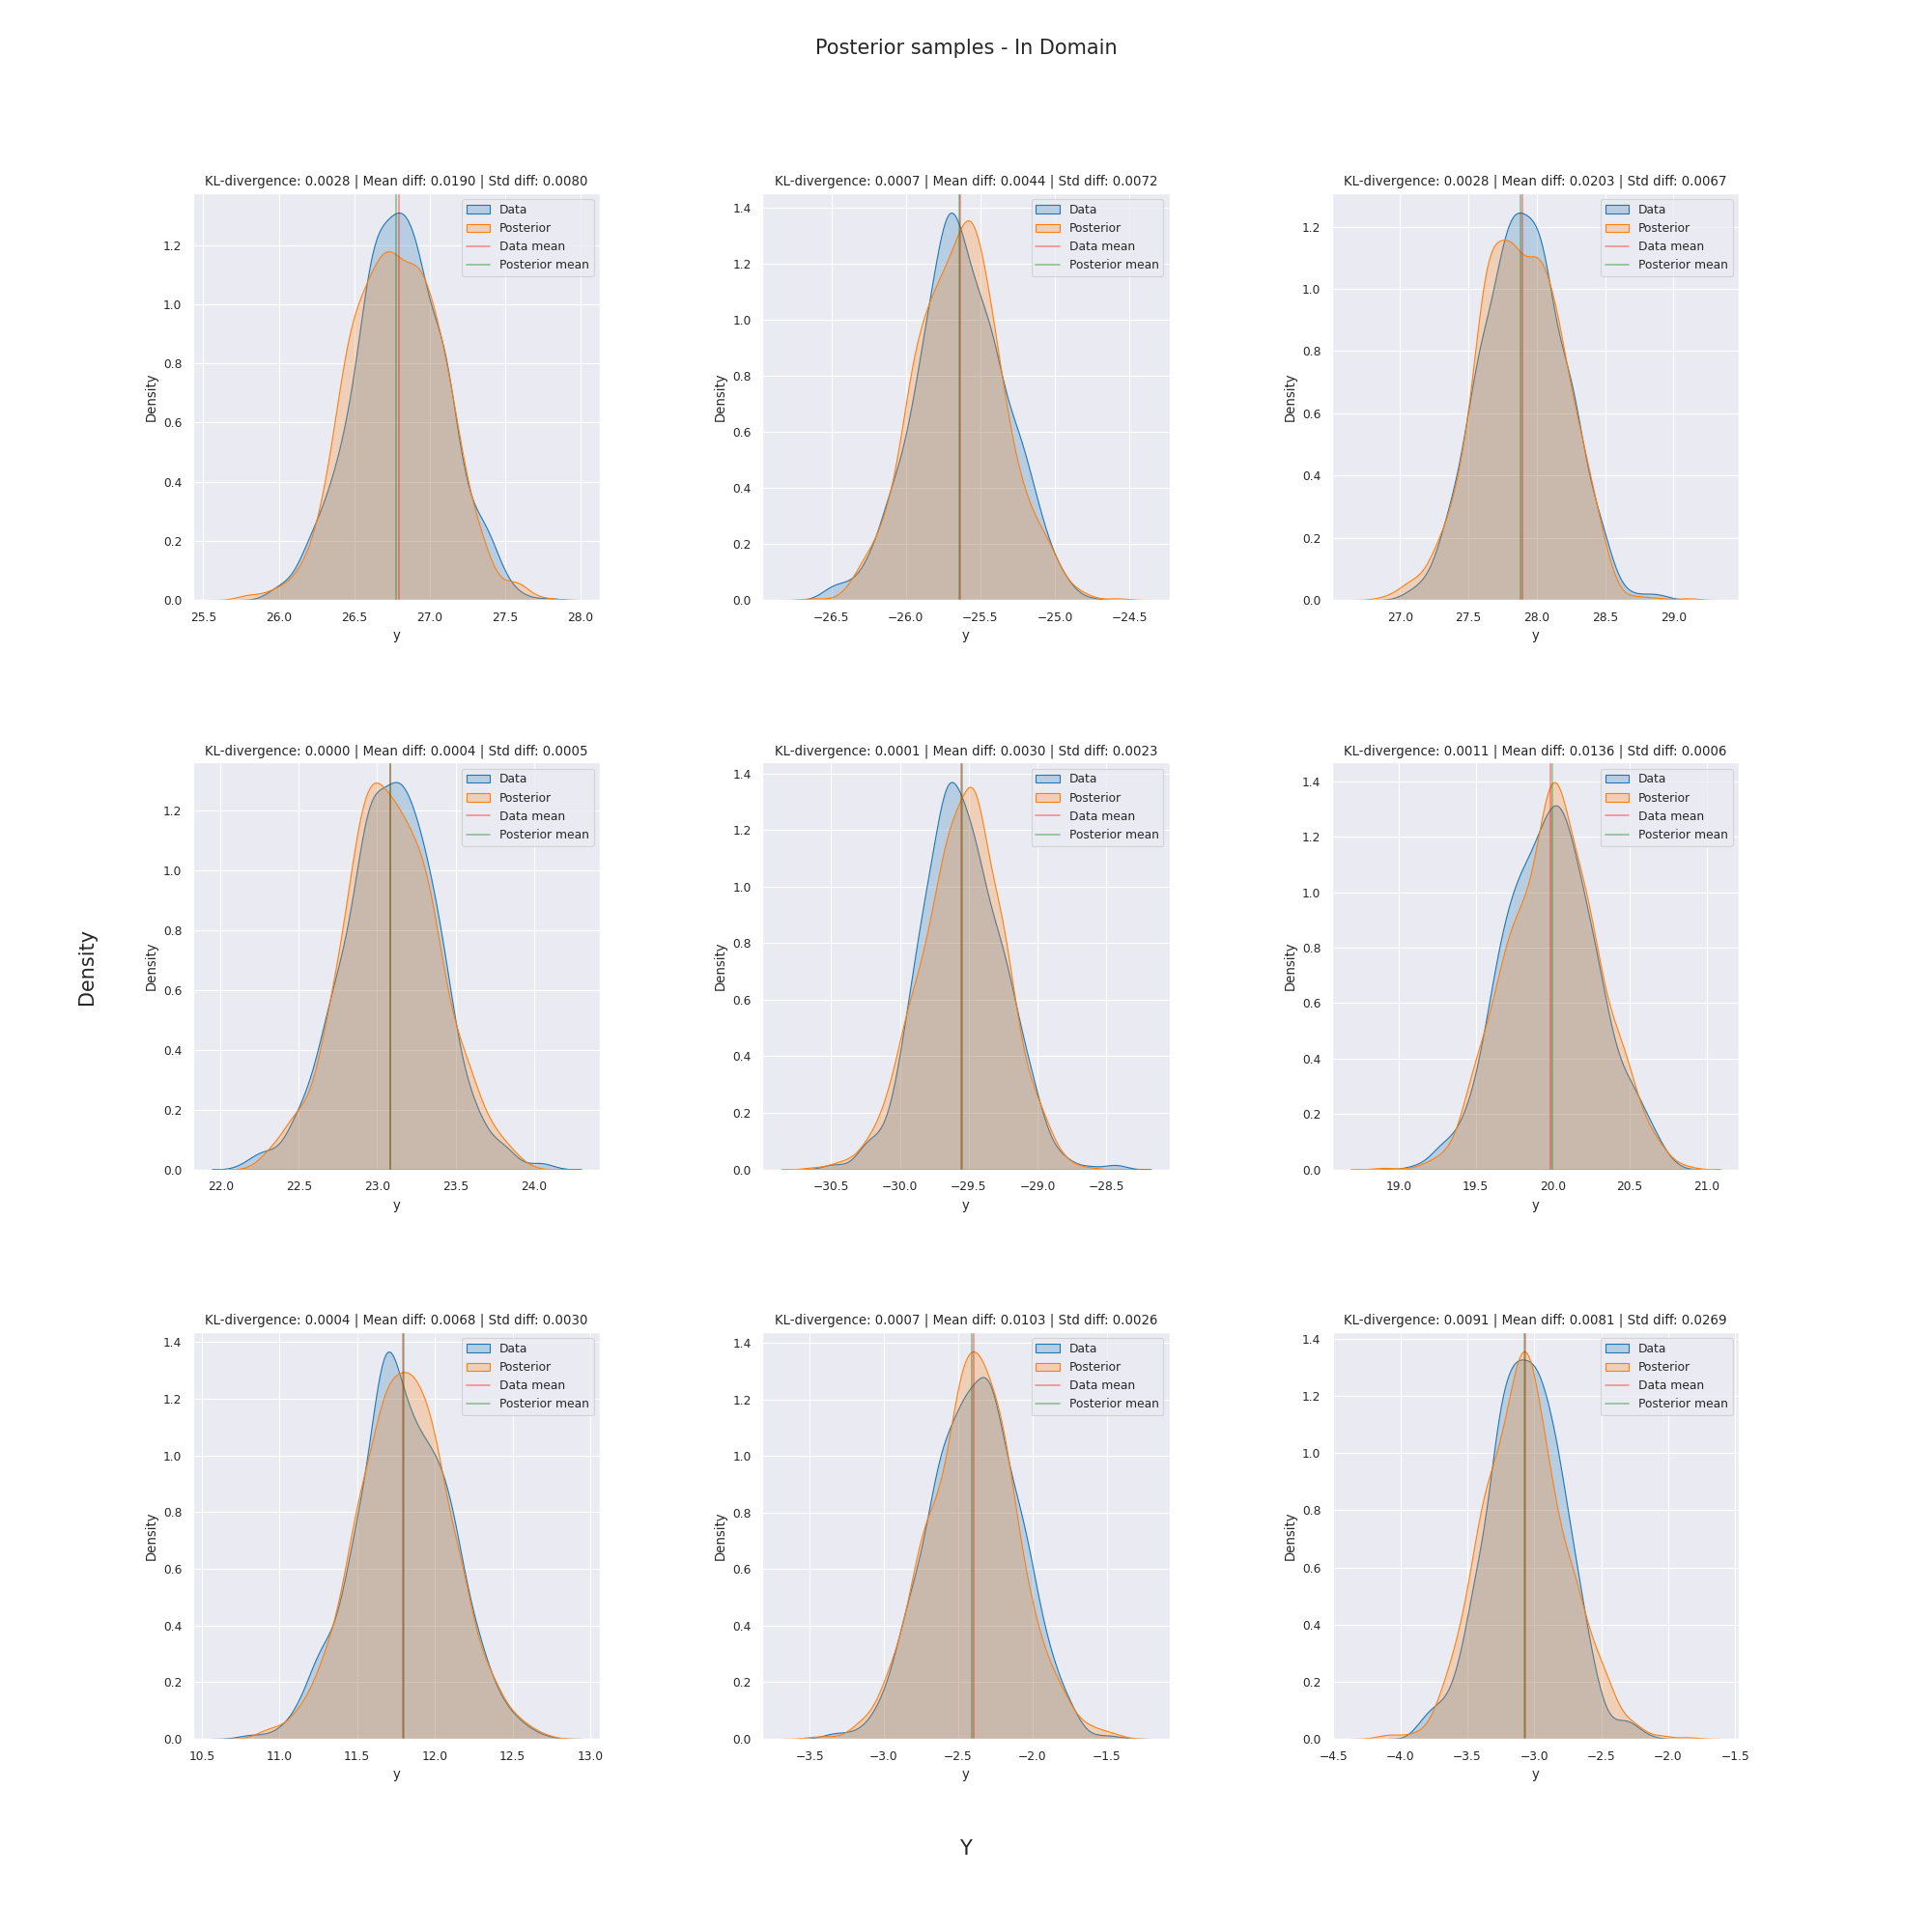 Posterior samples - In Domain
KL-divergence: 0.0028 | Mean diff: 0.0190 | Std diff: 0.0080
Data
Posterior
Data mean
Posterior mean
Density
0.0
0.2
0.4
0.6
0.8
1.0
1.2
25.5 26.0 26.5 27.0 27.5 28.0
y
KL-divergence: 0.0007 | Mean diff: 0.0044 | Std diff: 0.0072
Data
Posterior
Data mean
Posterior mean
Density
0.0
0.2
0.4
0.6
0.8
1.0
1.2
1.4
−26.5 −26.0 −25.5 −25.0 −24.5
y
KL-divergence: 0.0028 | Mean diff: 0.0203 | Std diff: 0.0067
Data
Posterior
Data mean
Posterior mean
Density
0.0
0.2
0.4
0.6
0.8
1.0
1.2
27.0 27.5 28.0 28.5 29.0
y
Density
KL-divergence: 0.0000 | Mean diff: 0.0004 | Std diff: 0.0005
Data
Posterior
Data mean
Posterior mean
Density
0.0
0.2
0.4
0.6
0.8
1.0
1.2
22.0 22.5 23.0 23.5 24.0
y
KL-divergence: 0.0001 | Mean diff: 0.0030 | Std diff: 0.0023
Data
Posterior
Data mean
Posterior mean
Density
0.0
0.2
0.4
0.6
0.8
1.0
1.2
1.4
−30.5 −30.0 −29.5 −29.0 −28.5
y
KL-divergence: 0.0011 | Mean diff: 0.0136 | Std diff: 0.0006
Data
Posterior
Data mean
Posterior mean
Density
0.0
0.2
0.4
0.6
0.8
1.0
1.2
1.4
19.0 19.5 20.0 20.5 21.0
y
KL-divergence: 0.0004 | Mean diff: 0.0068 | Std diff: 0.0030
Data
Posterior
Data mean
Posterior mean
Density
0.0
0.2
0.4
0.6
0.8
1.0
1.2
1.4
10.5 11.0 11.5 12.0 12.5 13.0
y
KL-divergence: 0.0007 | Mean diff: 0.0103 | Std diff: 0.0026
Data
Posterior
Data mean
Posterior mean
Density
0.0
0.2
0.4
0.6
0.8
1.0
1.2
1.4
−3.5 −3.0 −2.5 −2.0 −1.5
y
KL-divergence: 0.0091 | Mean diff: 0.0081 | Std diff: 0.0269
Data
Posterior
Data mean
Posterior mean
Density
0.0
0.2
0.4
0.6
0.8
1.0
1.2
1.4
−4.5 −4.0 −3.5 −3.0 −2.5 −2.0 −1.5
y
Y